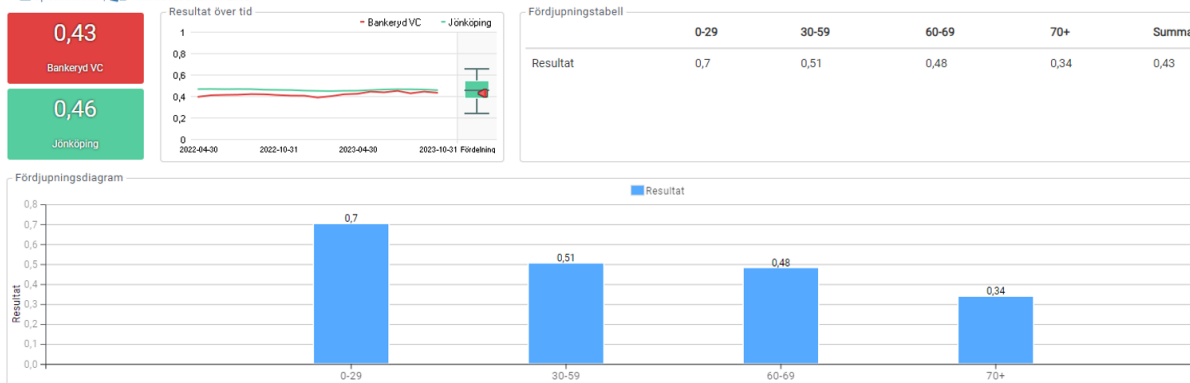 Resultat över tid
Fördjupningstabell
0,43
Bankeryd VC
0,46
Jönköping
Bankeryd VC Jönköping
1
0,8
0,6
0,4
0,2
0
2022-04-30 2022-10-31 2023-04-30 2023-10-31 Fördelning
0-29 30-59 60-69 70+ Summa
Resultat 0,7 0,51 0,48 0,34 0,43
Fördjupningsdiagram
Resultat
Resultat
0,8
0,7
0,6
0,5
0,4
0,3
0,2
0,1
0,0
0,7
0,51
0,48
0,34
0-29 30-59 60-69 70+